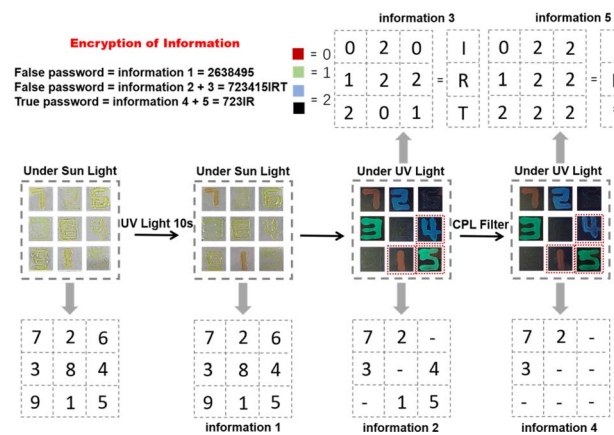 information 3
information 5
Encryption of Information
False password = information 1 = 2638495
False password = information 2 + 3 = 723415IRT
True password = information 4 + 5 = 723IR
= 0
= 1
= 2
0 2 0
1 2 2
2 0 1
=
I
R
T
0 2 2
1 2 2
2 2 2
=
Under Sun Light
Under Sun Light
Under UV Light
Under UV Light
UV Light 10s
CPL Filter
7 2 6
3 8 4
9 1 5
7 2 6
3 8 4
9 1 5
7 2 -
3 - 4
- 1 5
7 2 -
3 - -
- - -
information 1
information 2
information 4